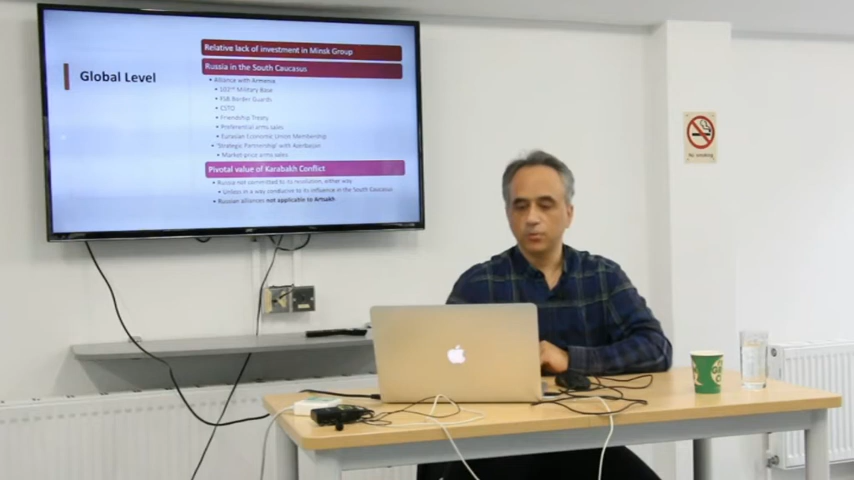 Global Level
Relative lack of investment in Minsk Group
Russia in the South Caucasus
• Alliance with Armenia
• 102nd Military Base
• FSB Border Guards
• CSTO
• Friendship Treaty
• Preferential arms sales
• Eurasian Economic Union Membership
• 'Strategic Partnership' with Azerbaijan
• Market-price arms sales
Pivotal value of Karabakh Conflict
• Russia not committed to its resolution, either way
• Unless in a way conducive to its influence in the South Caucasus
• Russian alliances not applicable to Artsakh
No smoking